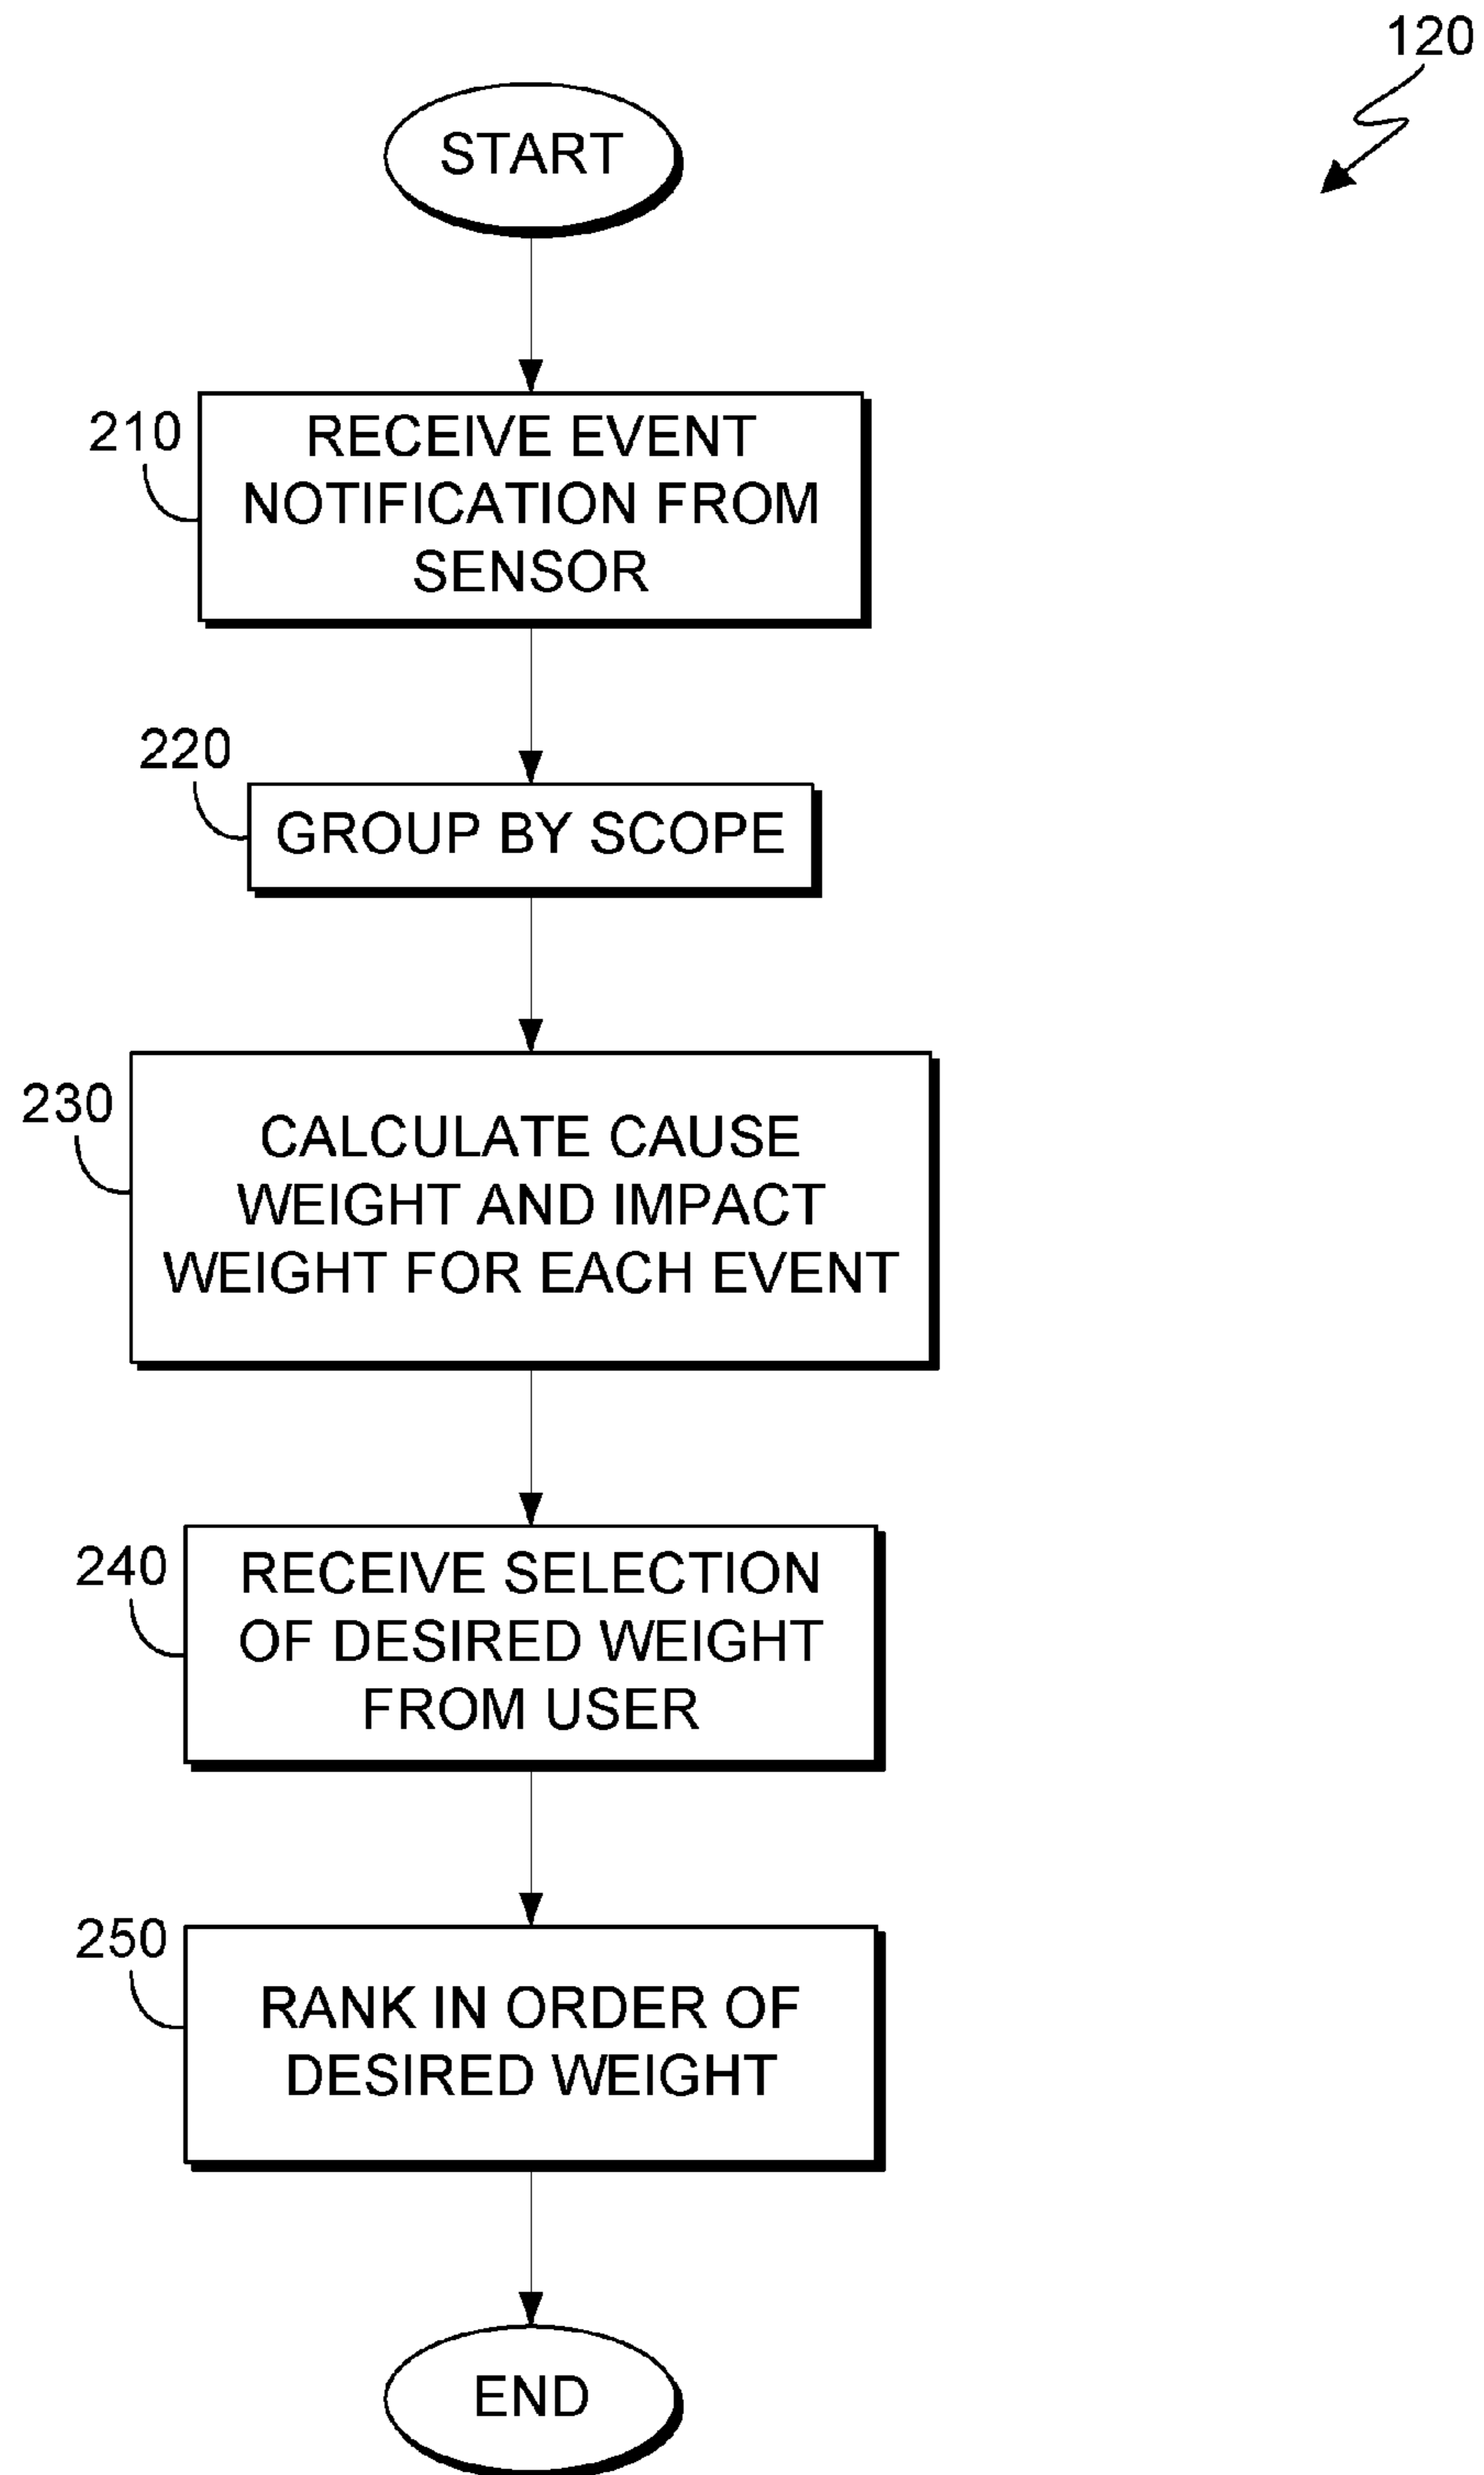 120
START
210
RECEIVE EVENT
NOTIFICATION FROM
SENSOR
220
GROUP BY SCOPE
230
CALCULATE CAUSE
WEIGHT AND IMPACT
WEIGHT FOR EACH EVENT
240
RECEIVE SELECTION
OF DESIRED WEIGHT
FROM USER
250
RANK IN ORDER OF
DESIRED WEIGHT
END